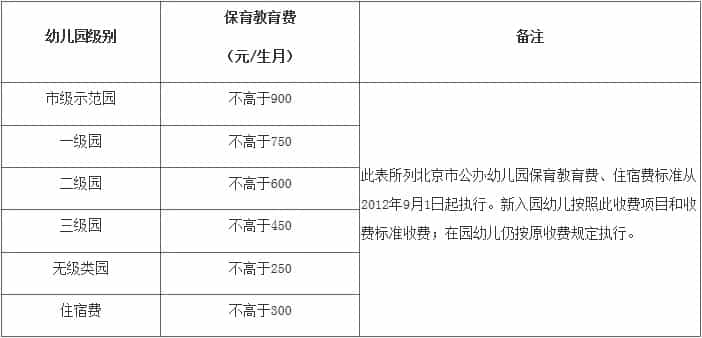 幼儿园级别
保育教育费
（元/生月）
备注
市级示范园
不高于900
一级园
不高于750
二级园
不高于600
三级园
不高于450
无级类园
不高于250
住宿费
不高于300
此表所列北京市公办幼儿园保育教育费、住宿费标准从
2012年9月1日起执行。新入园幼儿按照此收费项目和收
费标准收费；在园幼儿仍按原收费规定执行。